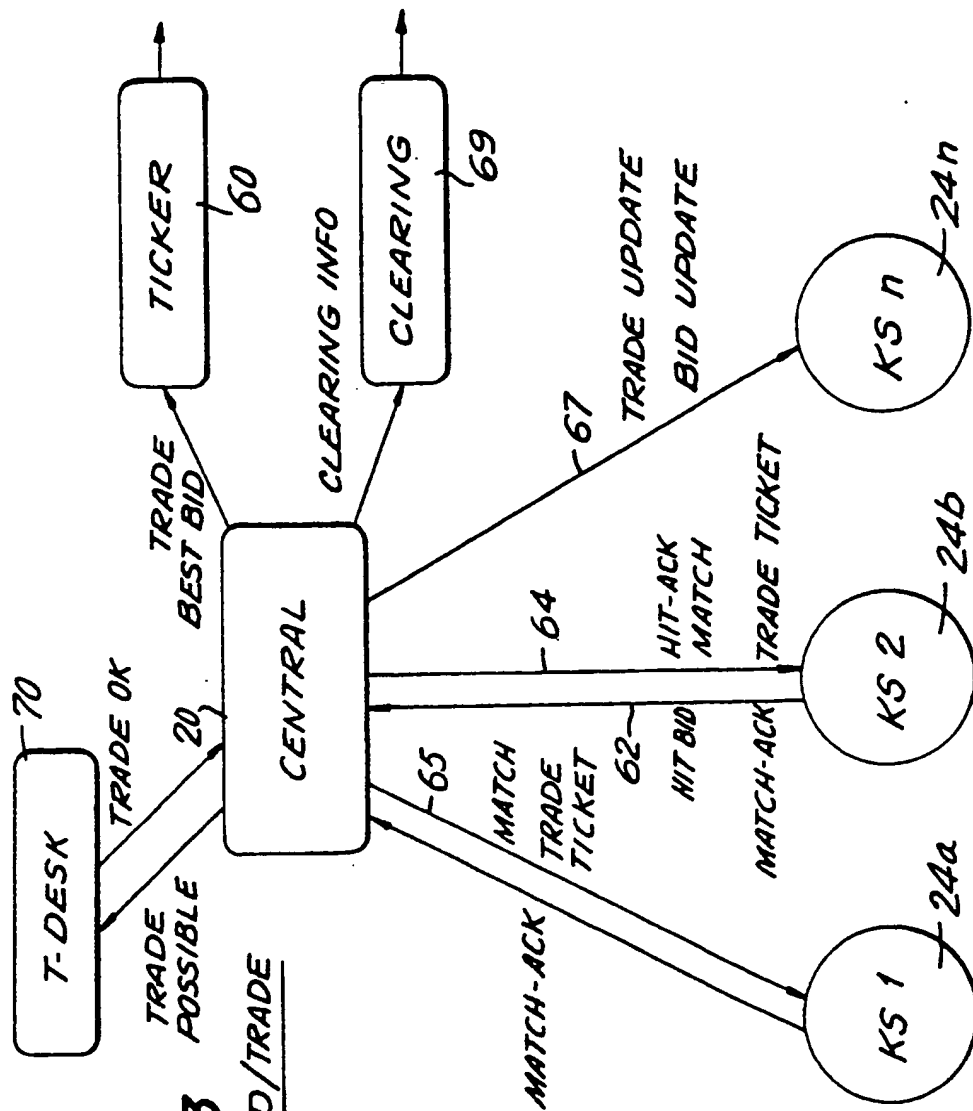 70
T-DESK
TRADE OK
TRADE
POSSIBLE
3
D/TRADE
20
CENTRAL
TRADE
BEST BID
TICKER
60
CLEARING INFO
CLEARING
69
65
MATCH
TRADE
TICKET
MATCH-ACK
64
62
HIT BID
HIT-ACK
MATCH
MATCH-ACK
TRADE TICKET
67
TRADE UPDATE
BID UPDATE
KS 1
24a
KS 2
24b
KS n
24n